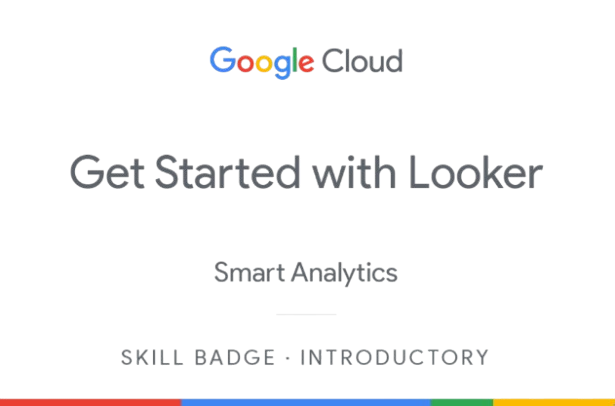 Google Cloud
Get Started with Looker
Smart Analytics
SKILL BADGE · INTRODUCTORY